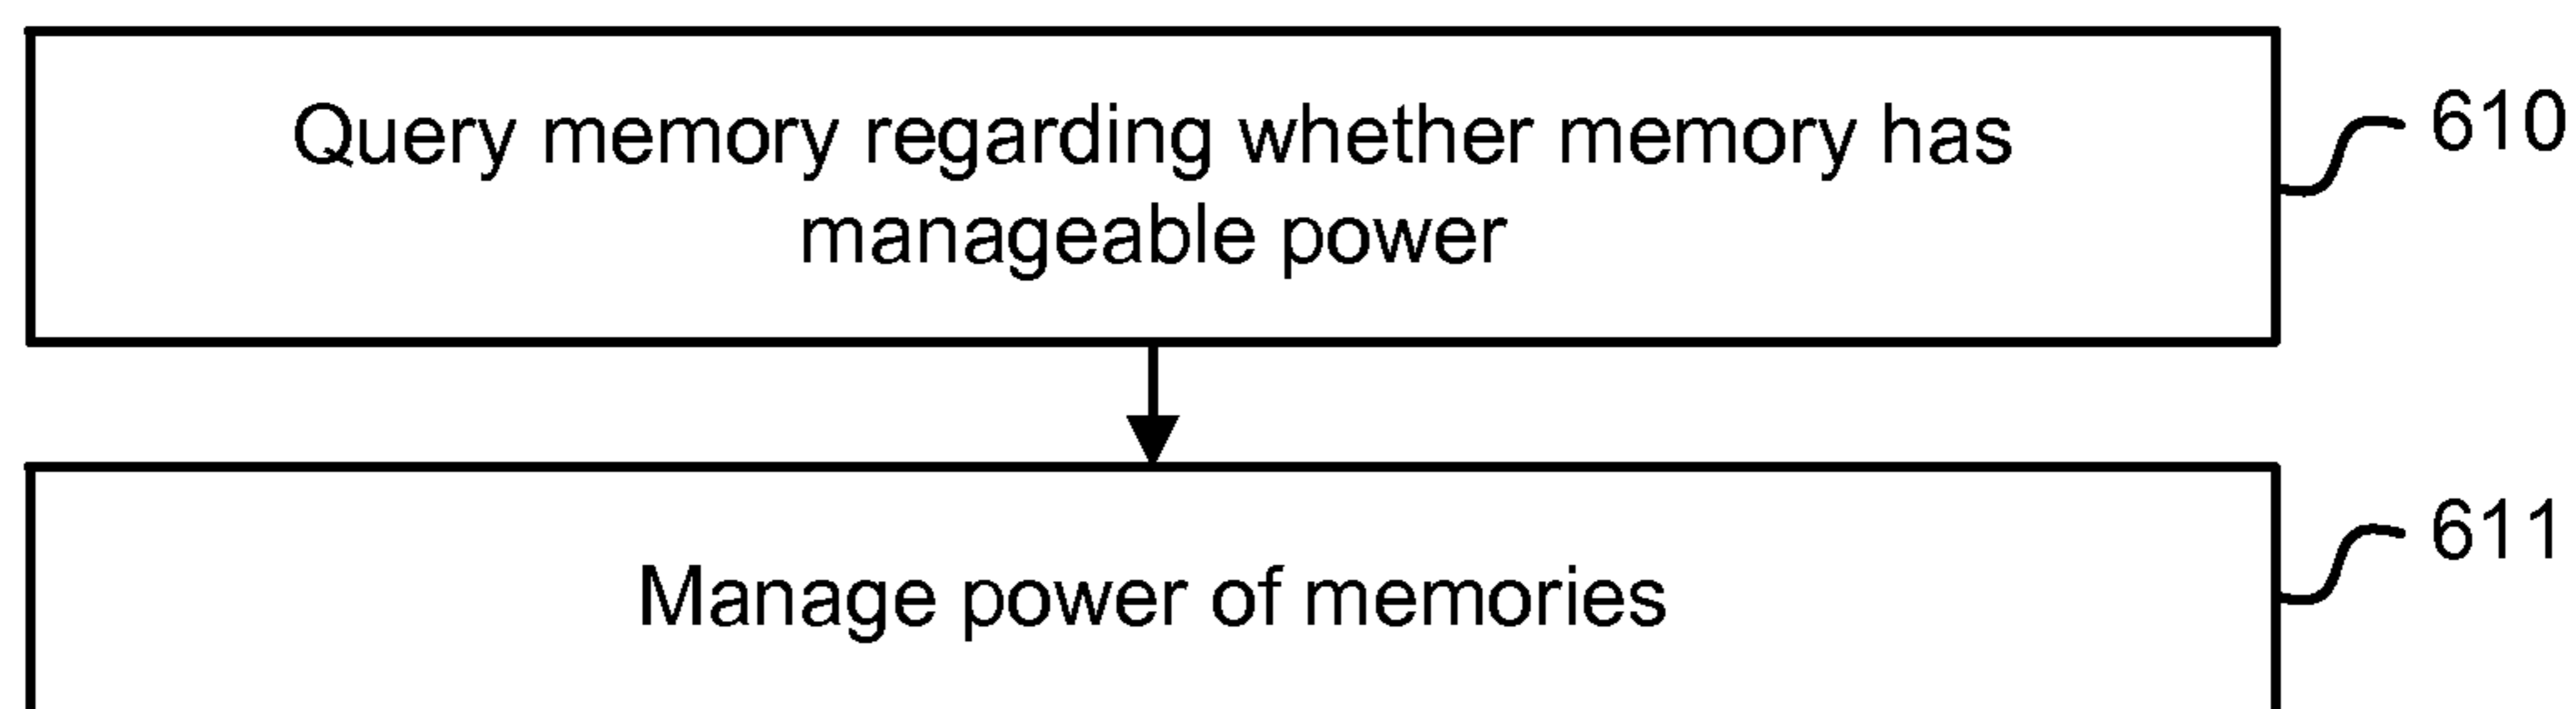 Query memory regarding whether memory has
manageable power
610
Manage power of memories
611